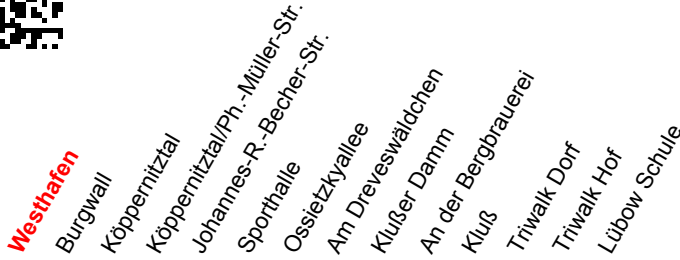 Westhafen
Burgwall
Köppernitztal
Köppernitztal/Ph.-Müller-Str.
Johannes-R.-Becher-Str.
Sporthalle
Ossietzkyallee
Am Dreveswäldchen
Klußer Damm
An der Bergbrauerei
Kluß
Triwalk Dorf
Triwalk Hof
Lübow Schule